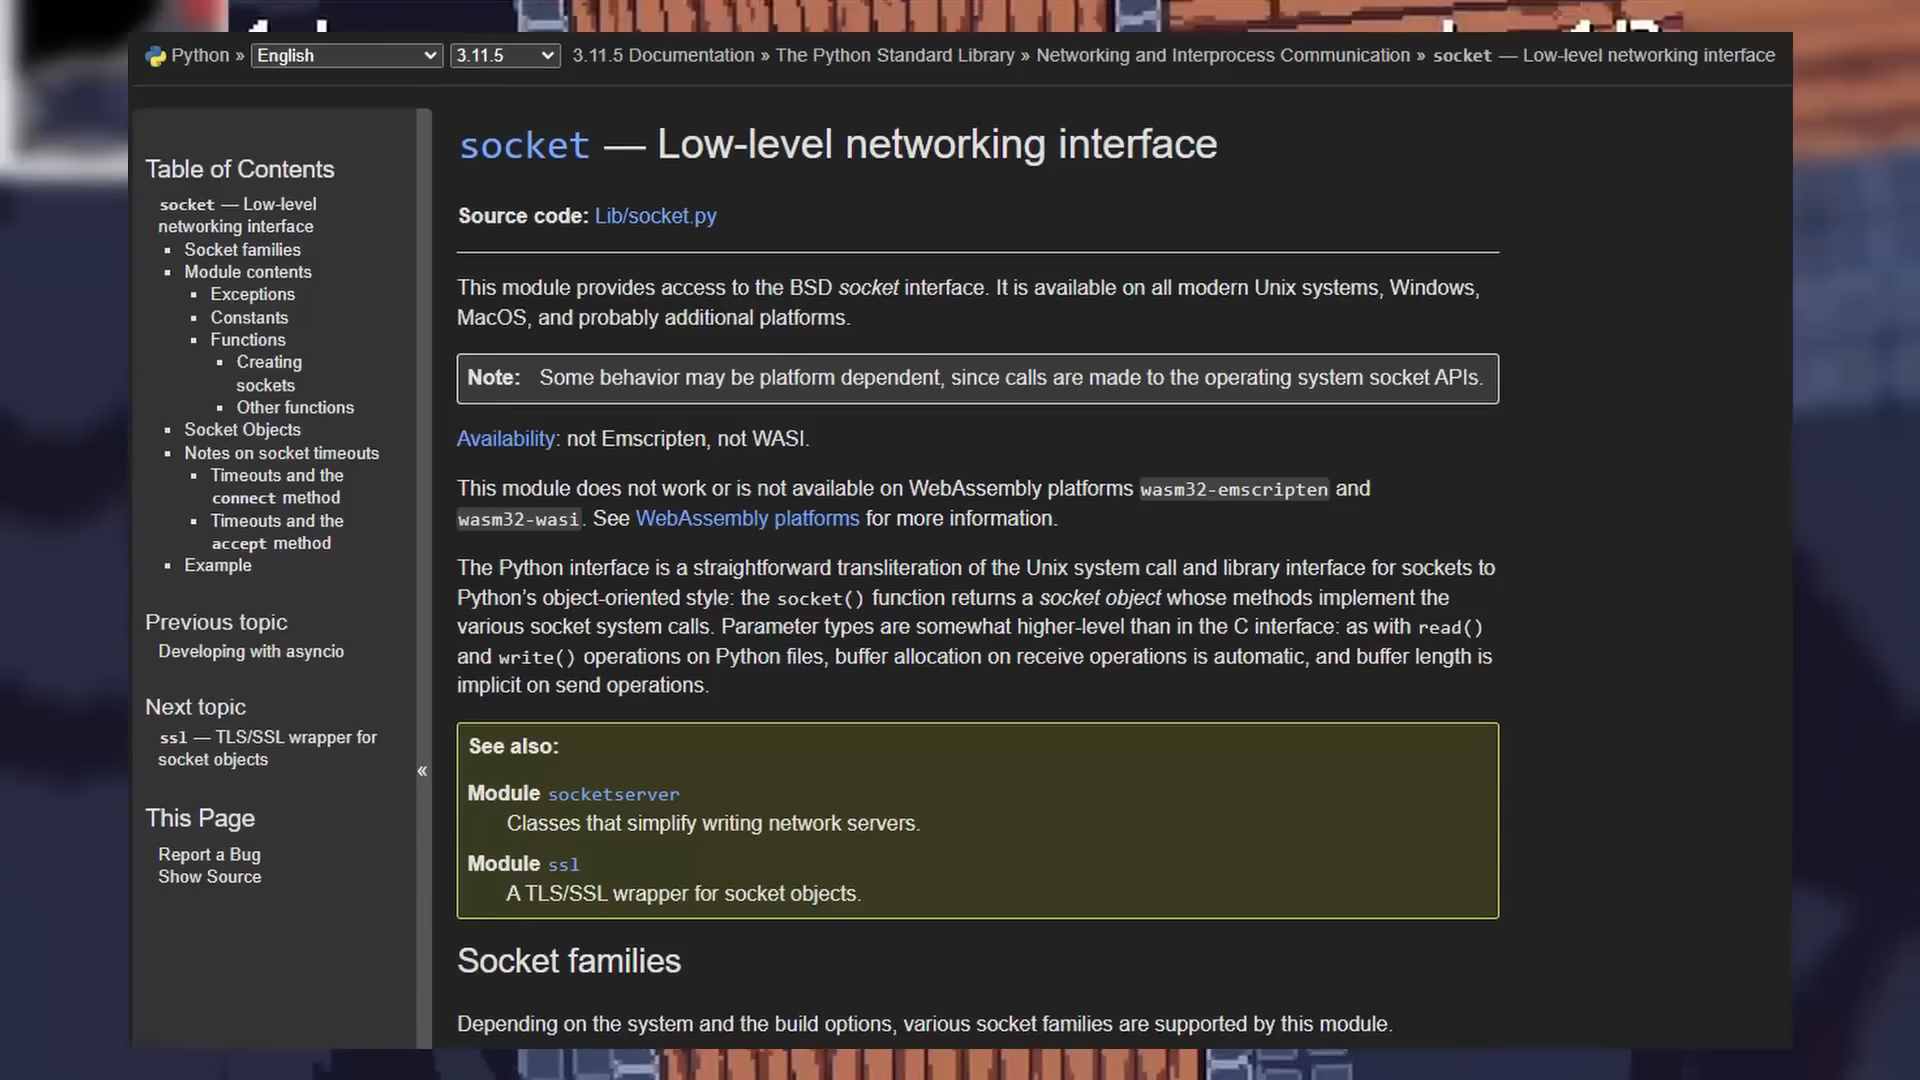 Python » English 3.11.5 3.11.5 Documentation » The Python Standard Library » Networking and Interprocess Communication » socket — Low-level networking interface
Table of Contents
socket — Low-level
networking interface
Socket families
Module contents
Exceptions
Constants
Functions
Creating
sockets
Other functions
Socket Objects
Notes on socket timeouts
Timeouts and the
connect method
Timeouts and the
accept method
Example
Previous topic
Developing with asyncio
Next topic
ssl — TLS/SSL wrapper for
socket objects
This Page
Report a Bug
Show Source
«
socket — Low-level networking interface
Source code: Lib/socket.py
This module provides access to the BSD socket interface. It is available on all modern Unix systems, Windows,
MacOS, and probably additional platforms.
Note: Some behavior may be platform dependent, since calls are made to the operating system socket APIs.
Availability: not Emscripten, not WASI.
This module does not work or is not available on WebAssembly platforms wasm32-emscripten and
wasm32-wasi. See WebAssembly platforms for more information.
The Python interface is a straightforward transliteration of the Unix system call and library interface for sockets to
Python’s object-oriented style: the socket() function returns a socket object whose methods implement the
various socket system calls. Parameter types are somewhat higher-level than in the C interface: as with read()
and write() operations on Python files, buffer allocation on receive operations is automatic, and buffer length is
implicit on send operations.
See also:
Module socketserver
Classes that simplify writing network servers.
Module ssl
A TLS/SSL wrapper for socket objects.
Socket families
Depending on the system and the build options, various socket families are supported by this module.